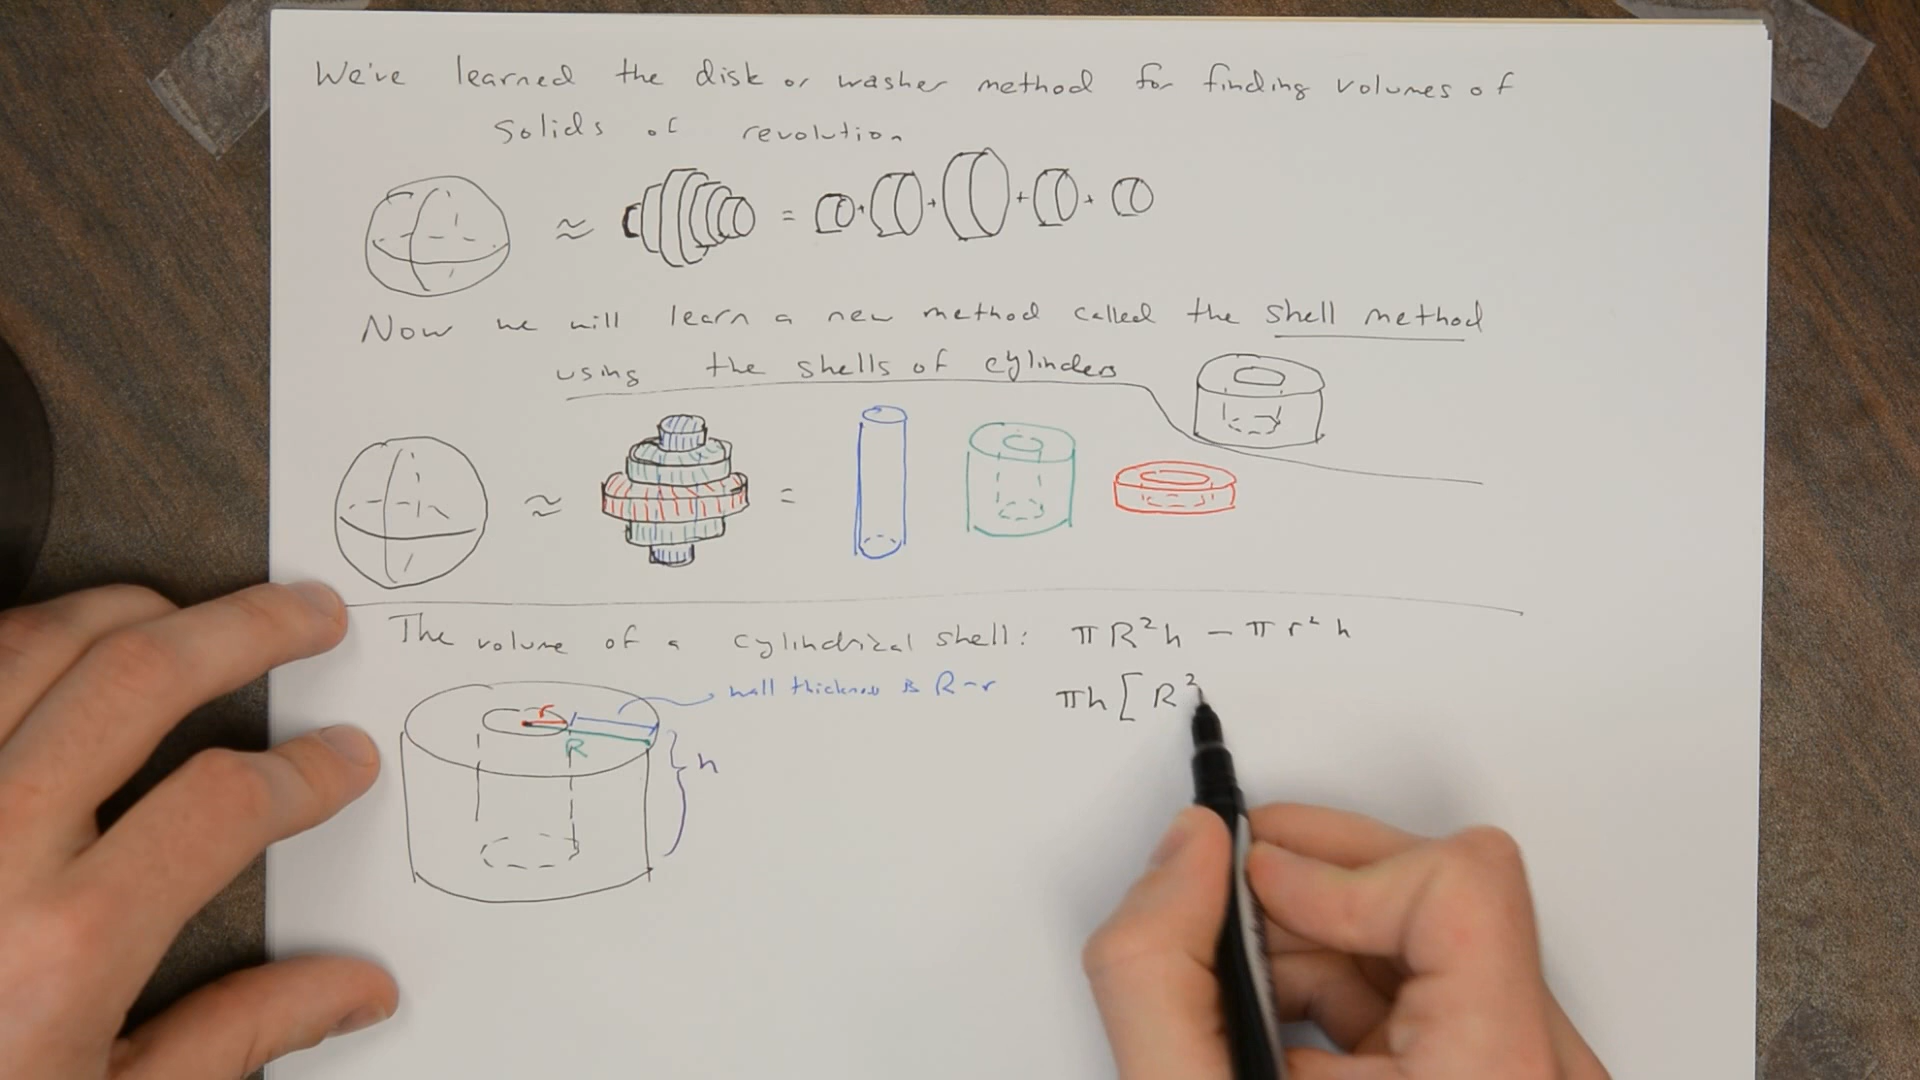 We've learned the disk or washer method for finding volumes of
solids of revolution
≈ = + + + +
Now we will learn a new method called the shell method
using the shells of cylinders
≈ =
The volume of a cylindrical shell: πR²h − πr²h
wall thickness is R−r
πh[R²
r
R
h